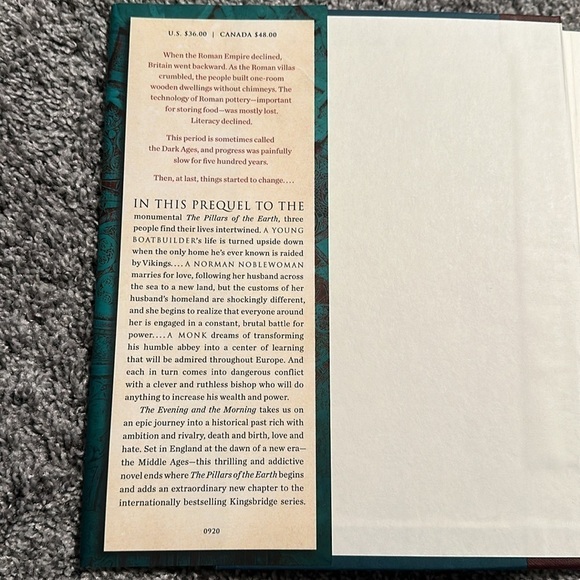 U.S. $36.00 | CANADA $48.00
When the Roman Empire declined,
Britain went backward. As the Roman villas
crumbled, the people built one-room
wooden dwellings without chimneys. The
technology of Roman pottery—important
for storing food—was mostly lost.
Literacy declined.
This period is sometimes called
the Dark Ages, and progress was painfully
slow for five hundred years.
Then, at last, things started to change....
IN THIS PREQUEL TO THE
monumental The Pillars of the Earth, three
people find their lives intertwined. A YOUNG
BOATBUILDER's life is turned upside down
when the only home he's ever known is raided
by Vikings.... A NORMAN NOBLEWOMAN
marries for love, following her husband across
the sea to a new land, but the customs of her
husband's homeland are shockingly different,
and she begins to realize that everyone around
her is engaged in a constant, brutal battle for
power.... A MONK dreams of transforming
his humble abbey into a center of learning
that will be admired throughout Europe. And
each in turn comes into dangerous conflict
with a clever and ruthless bishop who will do
anything to increase his wealth and power.
The Evening and the Morning takes us on
an epic journey into a historical past rich with
ambition and rivalry, death and birth, love and
hate. Set in England at the dawn of a new era—
the Middle Ages—this thrilling and addictive
novel ends where The Pillars of the Earth begins
and adds an extraordinary new chapter to the
internationally bestselling Kingsbridge series.
0920